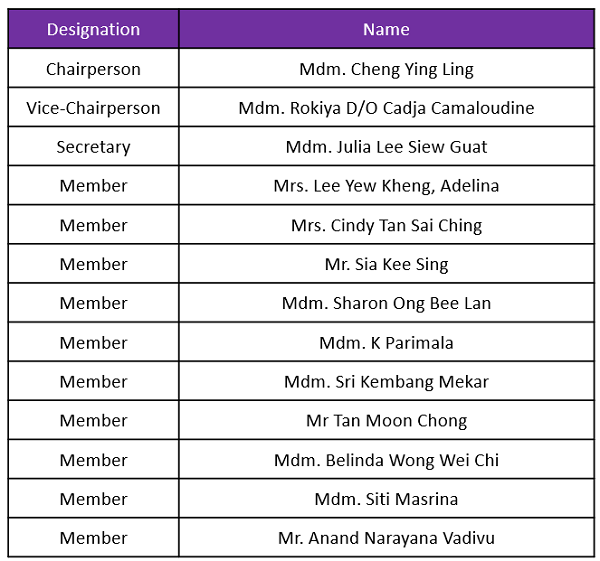 Designation Name
Chairperson Mdm. Cheng Ying Ling
Vice-Chairperson Mdm. Rokiya D/O Cadja Camaloudine
Secretary Mdm. Julia Lee Siew Guat
Member Mrs. Lee Yew Kheng, Adelina
Member Mrs. Cindy Tan Sai Ching
Member Mr. Sia Kee Sing
Member Mdm. Sharon Ong Bee Lan
Member Mdm. K Parimala
Member Mdm. Sri Kembang Mekar
Member Mr Tan Moon Chong
Member Mdm. Belinda Wong Wei Chi
Member Mdm. Siti Masrina
Member Mr. Anand Narayana Vadivu